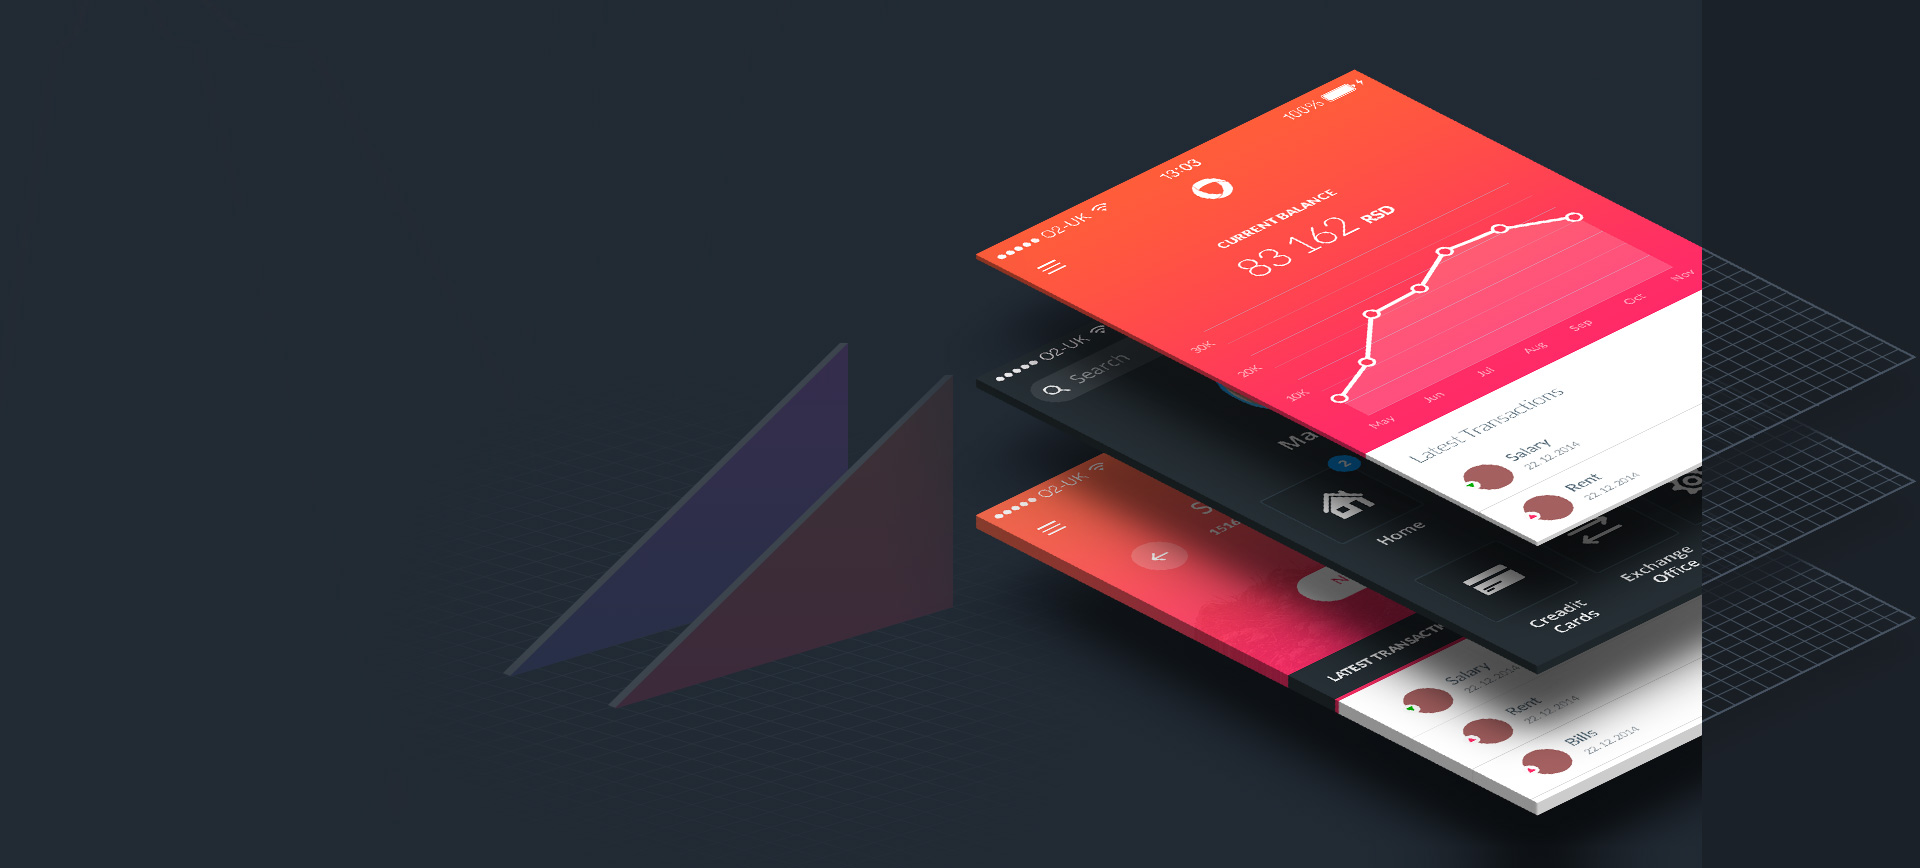 100%
13:03
O2-UK
CURRENT BALANCE
83 162 RSD
30K
20K
10K
May
Jun
Jul
Aug
Sep
Oct
Nov
Latest Transactions
Salary
22.12.2014
Rent
22.12.2014
O2-UK
Search
2
Home
Creadit
Cards
Exchange
Office
O2-UK
1516
LATEST
Salary
22.12.2014
Rent
22.12.2014
Bills
22.12.2014